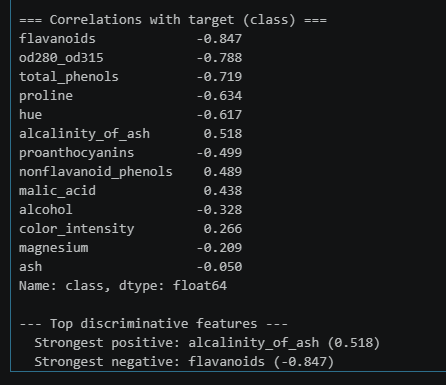 === Correlations with target (class) ===
flavanoids             -0.847
od280_od315            -0.788
total_phenols          -0.719
proline                -0.634
hue                    -0.617
alcalinity_of_ash       0.518
proanthocyanins        -0.499
nonflavanoid_phenols    0.489
malic_acid              0.438
alcohol                -0.328
color_intensity         0.266
magnesium              -0.209
ash                    -0.050
Name: class, dtype: float64

--- Top discriminative features ---
  Strongest positive: alcalinity_of_ash (0.518)
  Strongest negative: flavanoids (-0.847)